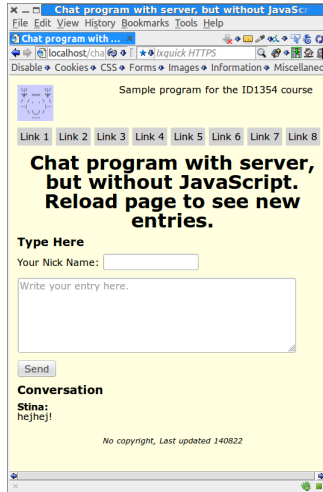 Chat program with server, but without JavaScr
File Edit View History Bookmarks Tools Help
Chat program with ...
localhost/cha
Ixquick HTTPS
Disable Cookies CSS Forms Images Information Miscellaneo
Sample program for the ID1354 course
Link 1 Link 2 Link 3 Link 4 Link 5 Link 6 Link 7 Link 8
Chat program with server,
but without JavaScript.
Reload page to see new
entries.
Type Here
Your Nick Name:
Write your entry here.
Send
Conversation
Stina:
hejhej!
No copyright, Last updated 140822